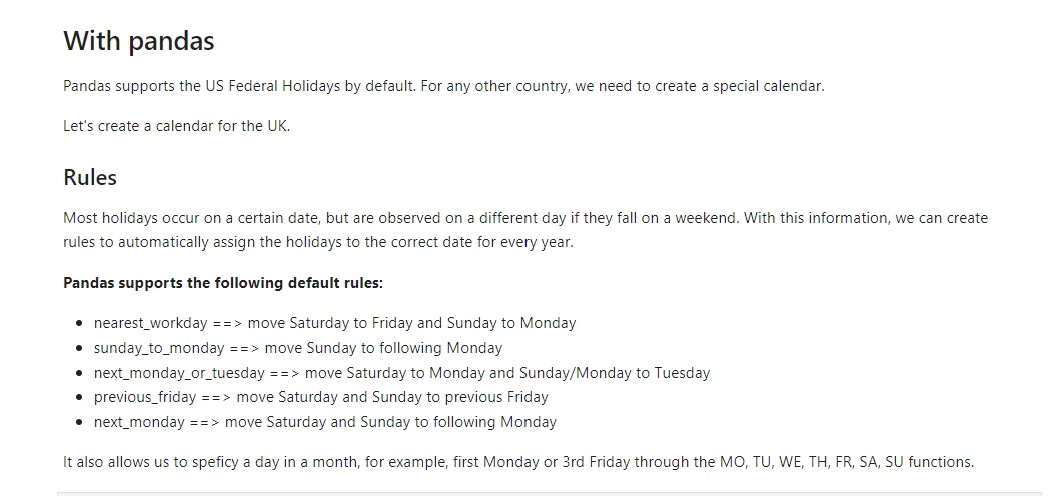 With pandas
Pandas supports the US Federal Holidays by default. For any other country, we need to create a special calendar.
Let's create a calendar for the UK.
Rules
Most holidays occur on a certain date, but are observed on a different day if they fall on a weekend. With this information, we can create
rules to automatically assign the holidays to the correct date for every year.
Pandas supports the following default rules:
• nearest_workday ==> move Saturday to Friday and Sunday to Monday
• sunday_to_monday ==> move Sunday to following Monday
• next_monday_or_tuesday ==> move Saturday to Monday and Sunday/Monday to Tuesday
• previous_friday ==> move Saturday and Sunday to previous Friday
• next_monday ==> move Saturday and Sunday to following Monday
It also allows us to speficy a day in a month, for example, first Monday or 3rd Friday through the MO, TU, WE, TH, FR, SA, SU functions.